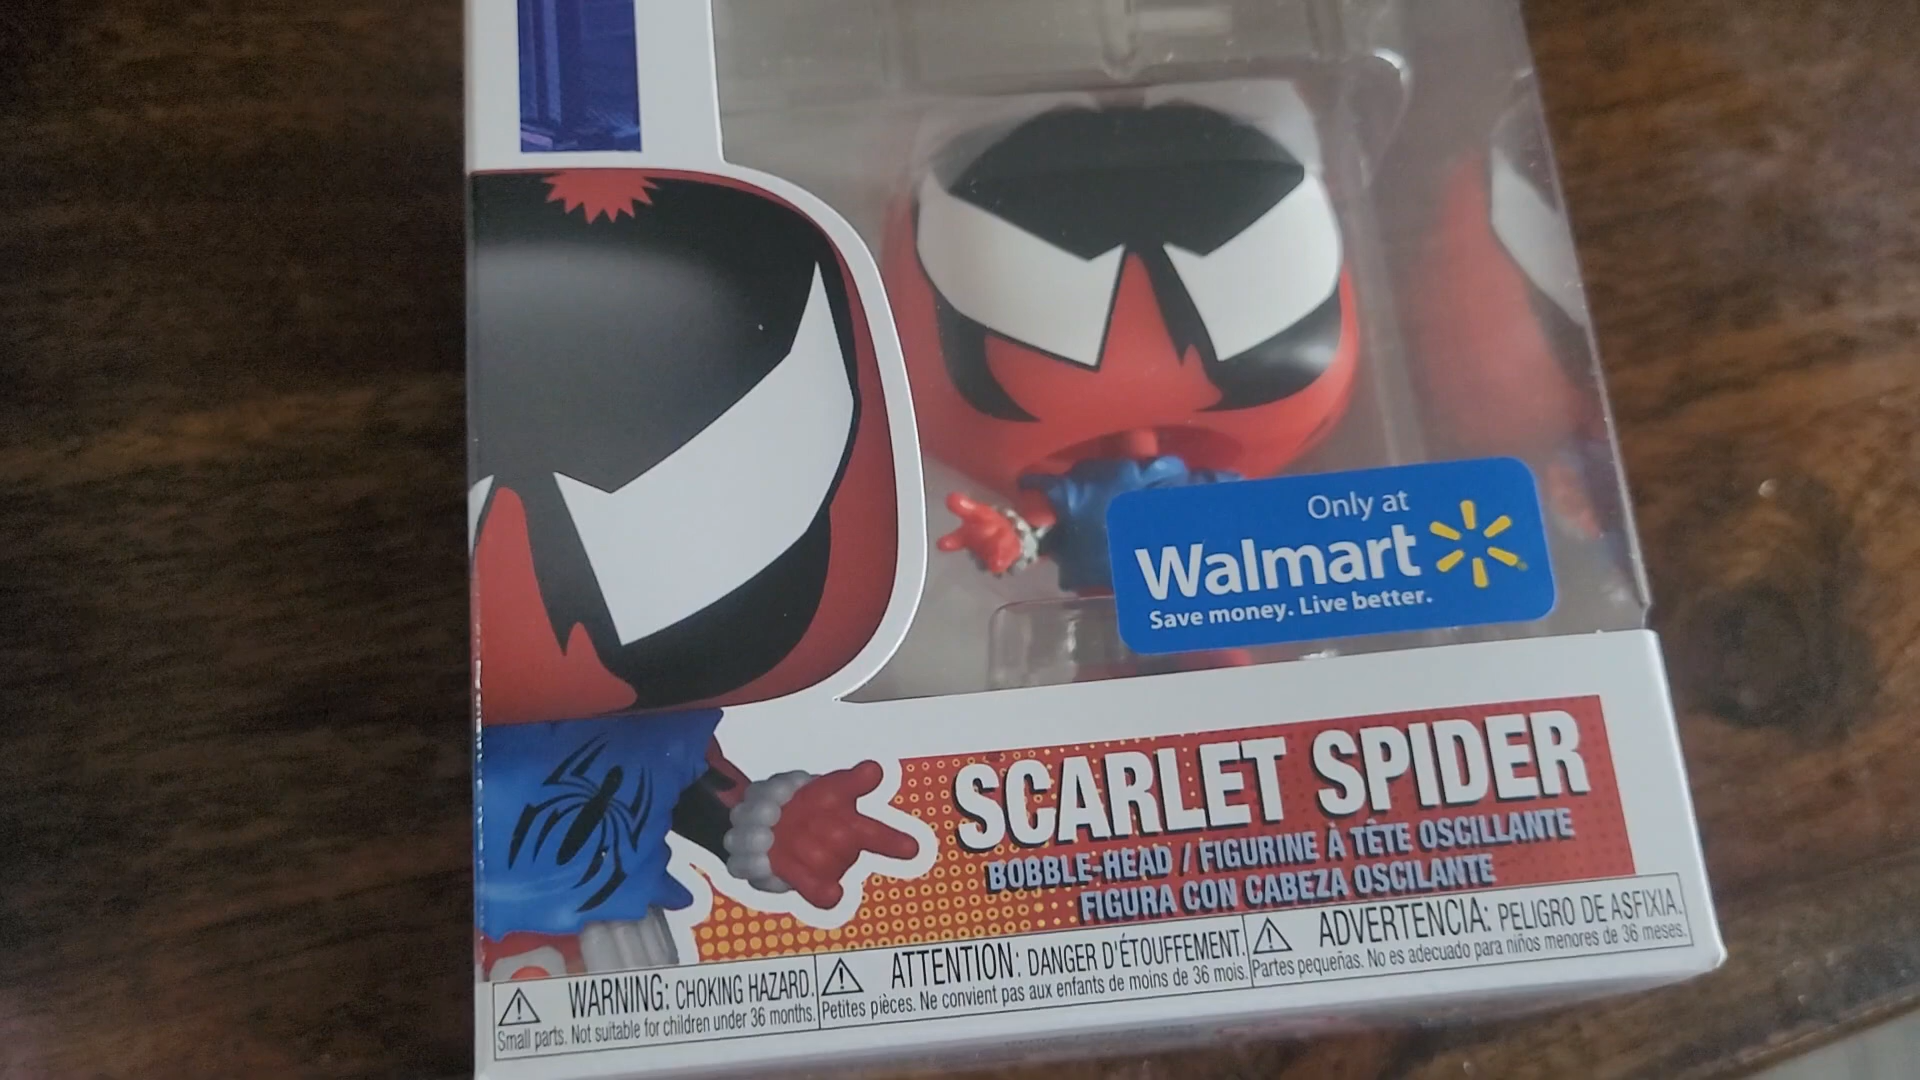 Only at
Walmart
Save money. Live better.
SCARLET SPIDER
BOBBLE-HEAD / FIGURINE À TÊTE OSCILLANTE
FIGURA CON CABEZA OSCILANTE
WARNING: CHOKING HAZARD.
Small parts. Not suitable for children under 36 months.
ATTENTION: DANGER D'ÉTOUFFEMENT.
Petites pièces. Ne convient pas aux enfants de moins de 36 mois.
ADVERTENCIA: PELIGRO DE ASFIXIA.
Partes pequeñas. No es adecuado para niños menores de 36 meses.